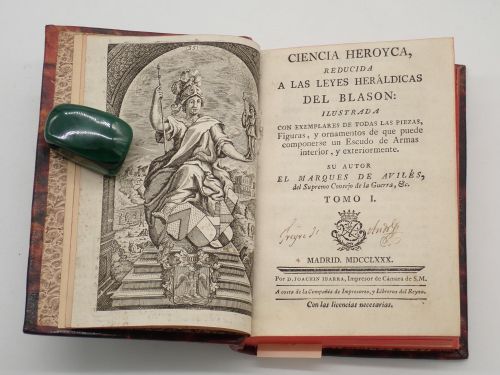 CIENCIA HEROYCA,
REDUCIDA
A LAS LEYES HERÁLDICAS
DEL BLASON:
ILUSTRADA
CON EXEMPLARES DE TODAS LAS PIEZAS,
Figuras, y ornamentos de que puede
componerse un Escudo de Armas
interior, y exteriormente.
SU AUTOR
EL MARQUES DE AVILÉS,
del Supremo Consejo de la Guerra, &c.
TOMO I.
MADRID. MDCCLXXX.
Por D. JOACHIN IBARRA, Impresor de Cámara de S.M.
A costa de la Compañía de Impresores, y Libreros del Reyno.
Con las licencias necesarias.